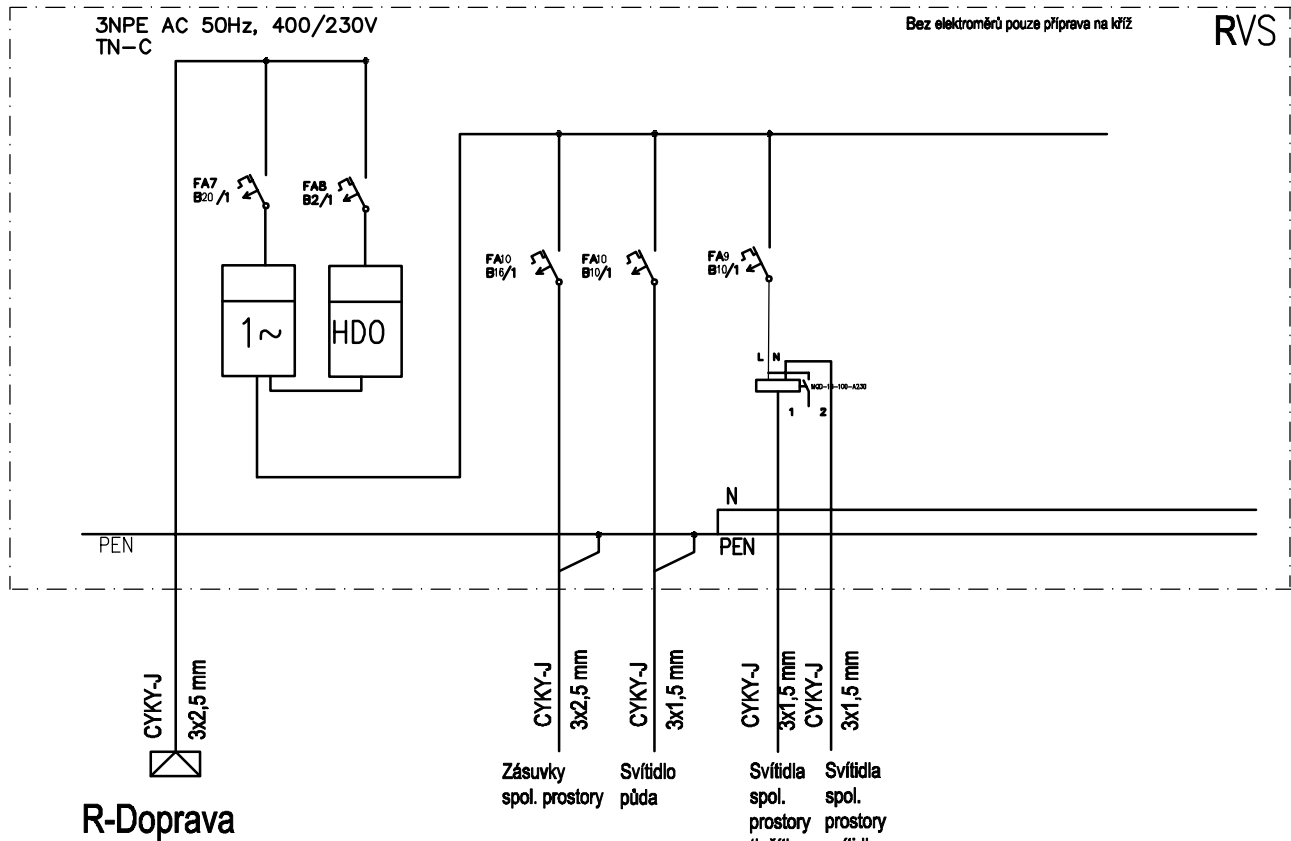 3NPE AC 50Hz, 400/230V
TN-C
Bez elektroměrů pouze příprava na kříž
RVS
FA7
B20/1
FA8
B2/1
1~
HDO
FA10
B16/1
FA10
B10/1
FA9
B10/1
L N
1 2
N
PEN
PEN
CYKY-J
3x2,5 mm
CYKY-J
3x2,5 mm
CYKY-J
3x1,5 mm
CYKY-J
3x1,5 mm
CYKY-J
3x1,5 mm
R-Doprava
Zásuvky
spol. prostory
Svítidlo
půda
Svítidla
spol.
prostory
Svítidla
spol.
prostory